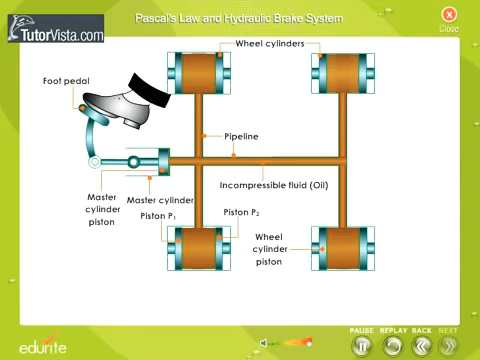 Pascal's Law and Hydraulic Brake System
TutorVista.com
Close
Wheel cylinders
Foot pedal
Pipeline
Incompressible fluid (Oil)
Master
cylinder
piston
Master cylinder
Piston P₁
Piston P₂
Wheel
cylinder
piston
edurite
PAUSE REPLAY BACK NEXT